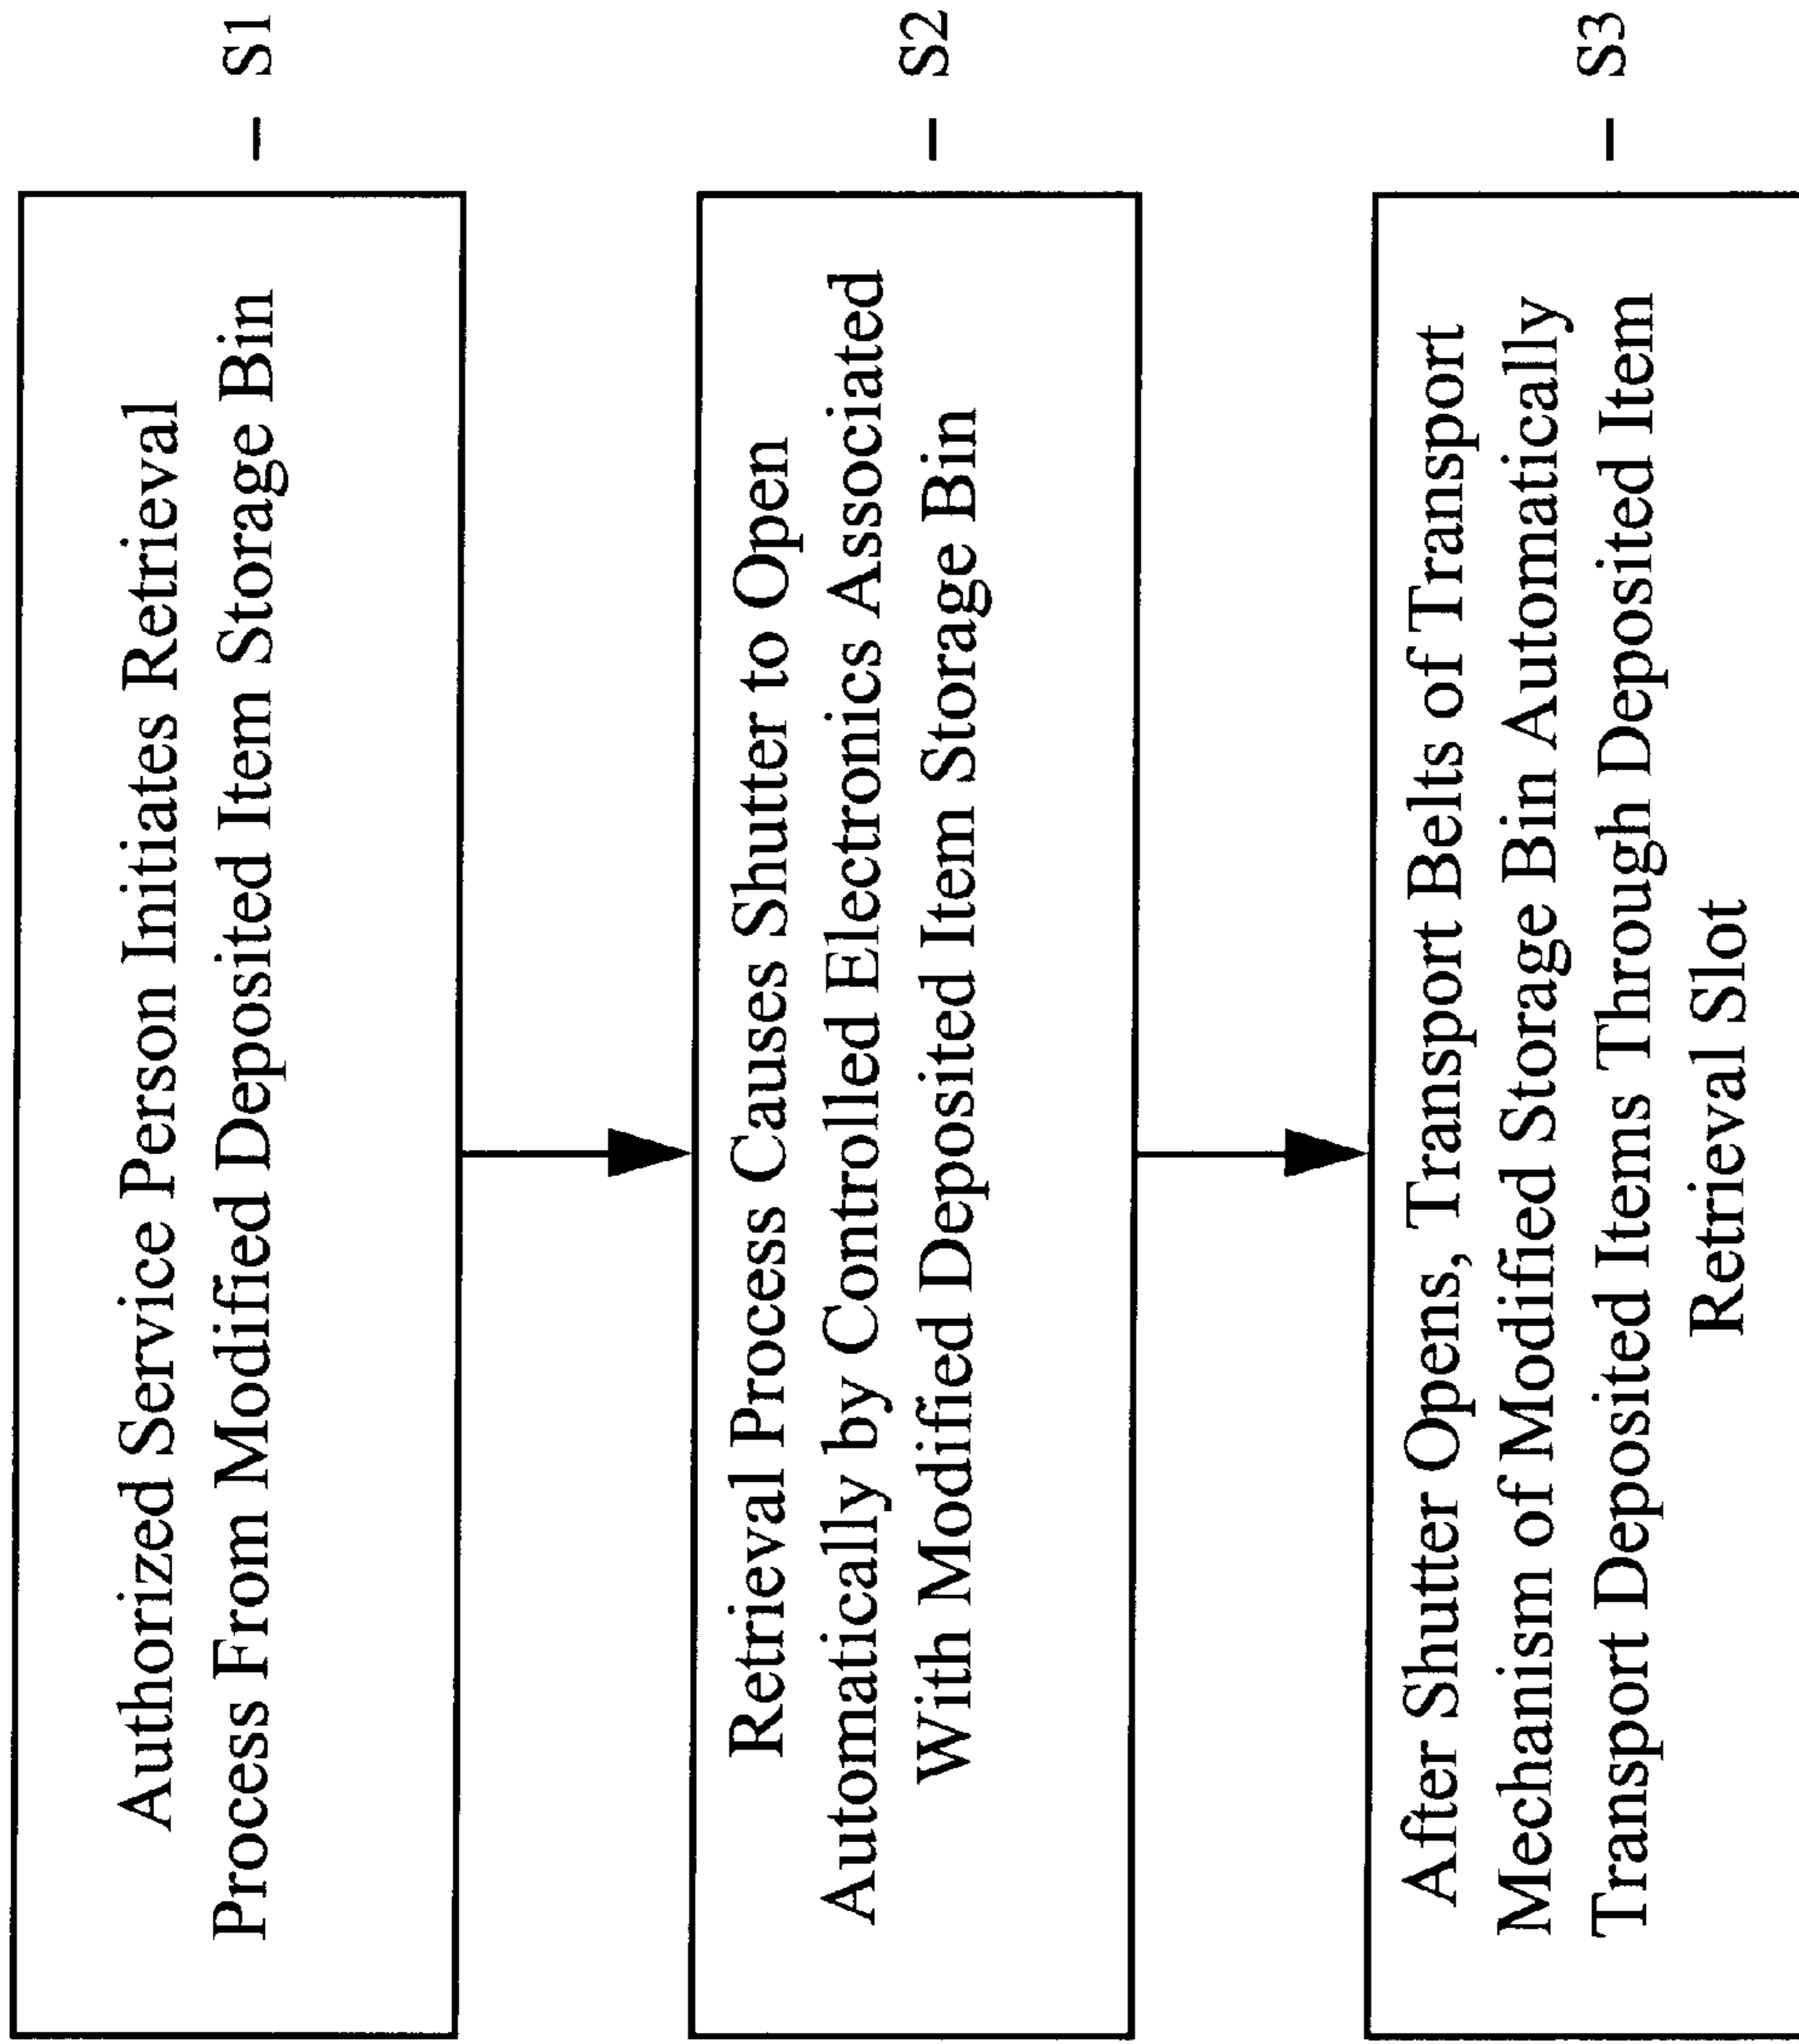 Authorized Service Person Initiates Retrieval
Process From Modified Deposited Item Storage Bin
– S1
Retrieval Process Causes Shutter to Open
Automatically by Controlled Electronics Associated
With Modified Deposited Item Storage Bin
– S2
After Shutter Opens, Transport Belts of Transport
Mechanism of Modified Storage Bin Automatically
Transport Deposited Items Through Deposited Item
Retrieval Slot
– S3